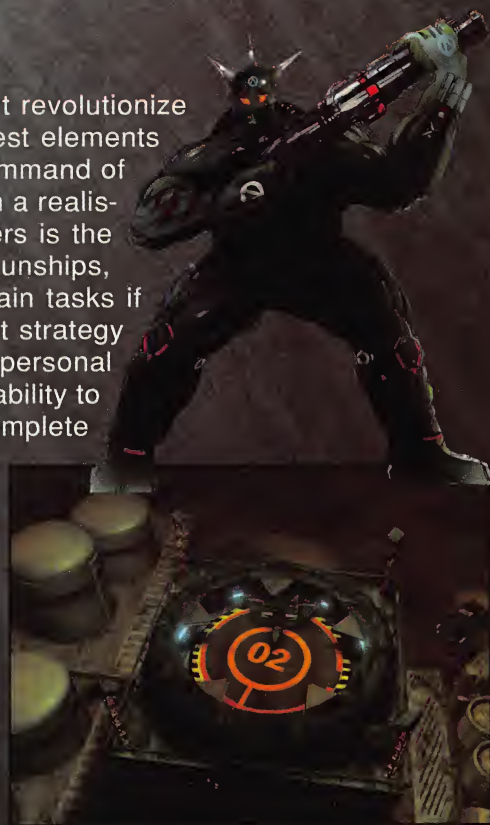 t revolutionize
est elements
mmand of
n a realis-
ers is the
unships,
ain tasks if
t strategy
personal
ability to
mplete
02